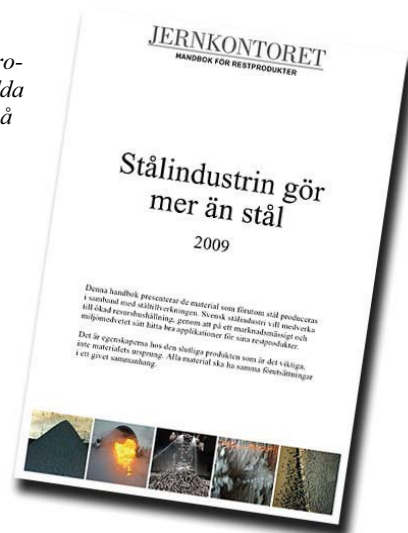 ro-
da
å
JERNKONTORET
HANDBOK FÖR RESTPRODUKTER
Stålindustrin gör
mer än stål
2009
Denna handbok presenterar de material som förutom stål produceras
i samband med ståltillverkningen. Svensk stålindustri vill medverka
till ökad resurshushållning, genom att på ett marknadsmässigt och
miljömedvetet sätt hitta bra applikationer för sina restprodukter.
Det är egenskaperna hos den slutliga produkten som är det viktiga,
inte materialets ursprung. Alla material ska ha samma förutsättningar
i ett givet sammanhang.